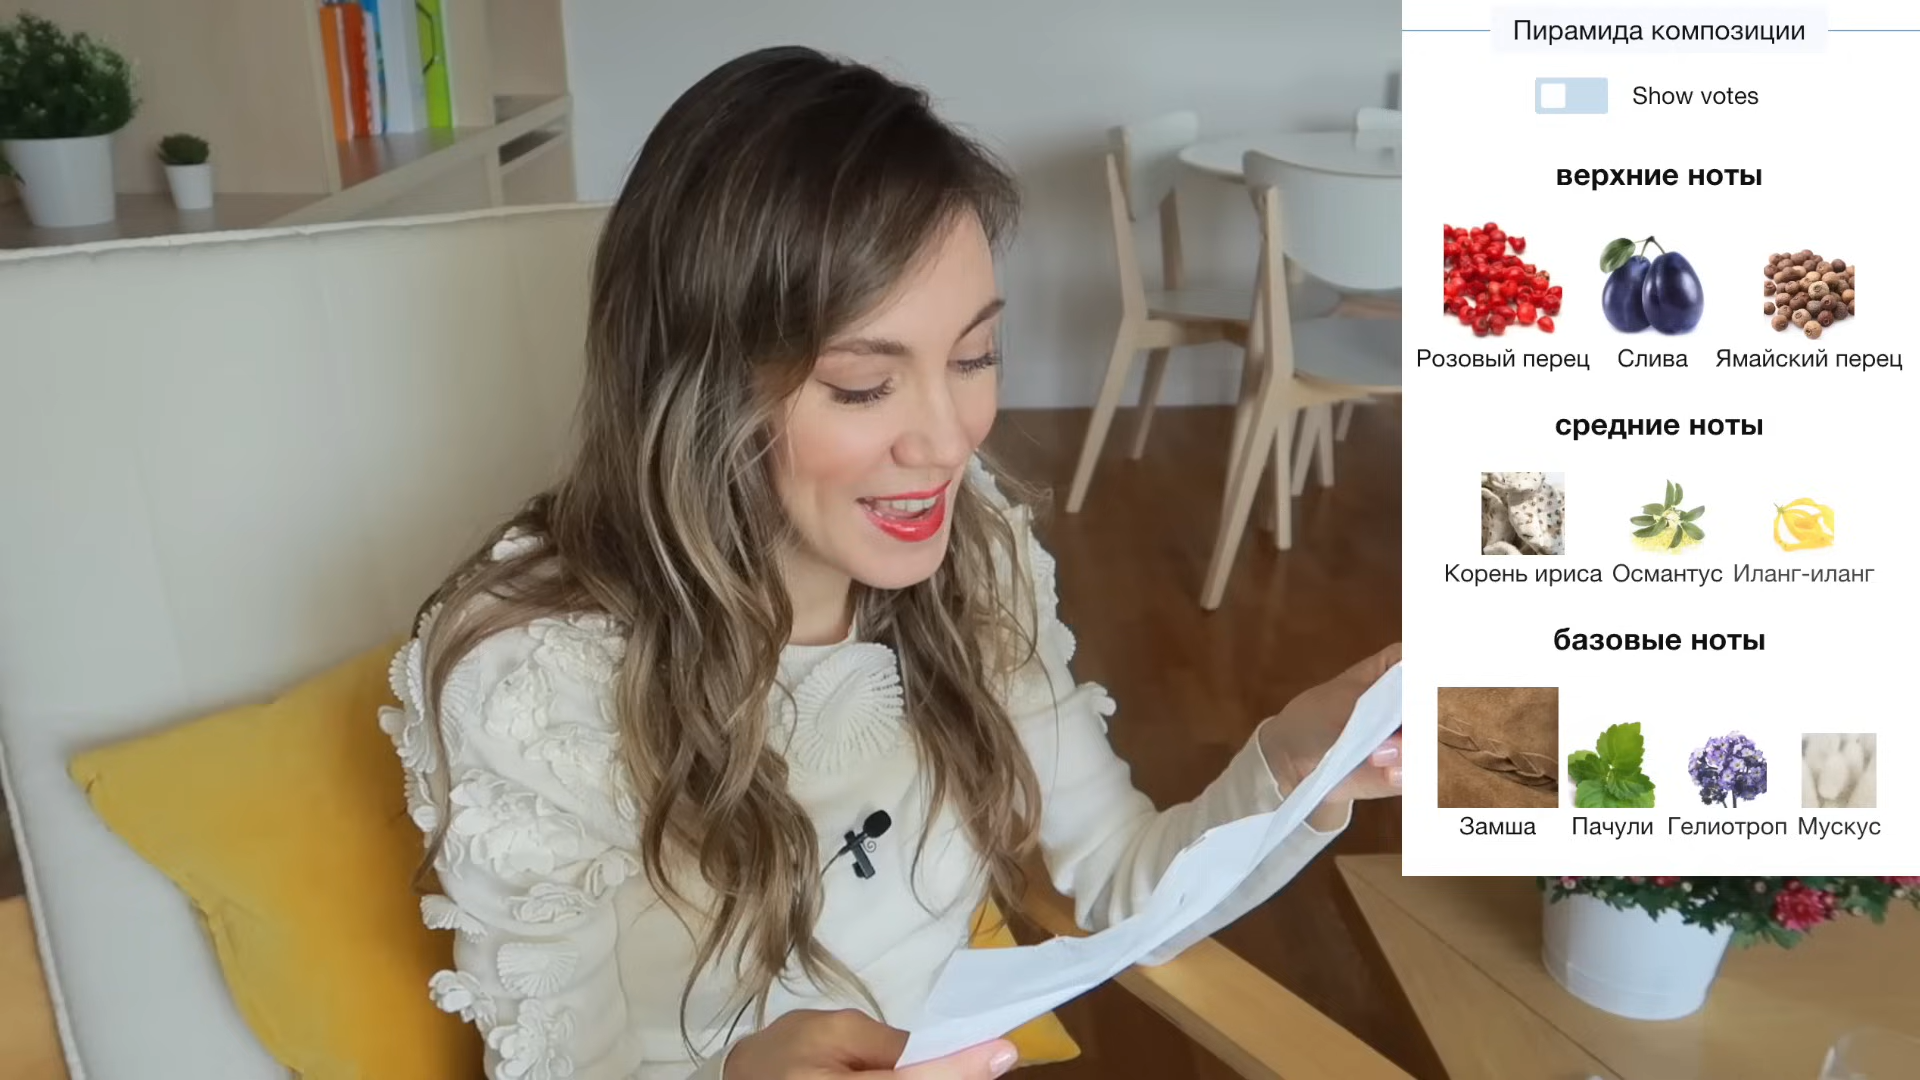 Пирамида композиции
Show votes
верхние ноты
Розовый перец Слива Ямайский перец
средние ноты
Корень ириса Османтус Иланг-иланг
базовые ноты
Замша Пачули Гелиотроп Мускус